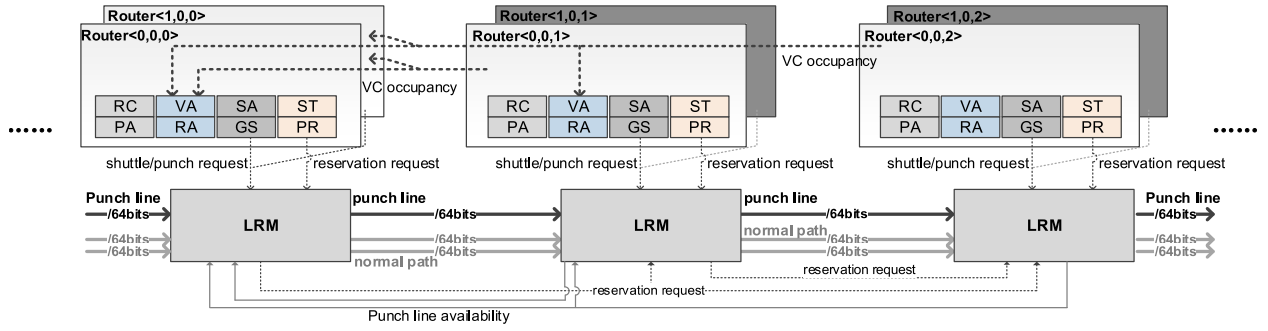 Router<1,0,0>
Router<0,0,0>
Router<1,0,1>
Router<0,0,1>
Router<1,0,2>
Router<0,0,2>
VC occupancy
VC occupancy
RC VA SA ST
PA RA GS PR
RC VA SA ST
PA RA GS PR
RC VA SA ST
PA RA GS PR
......
......
shuttle/punch request
reservation request
shuttle/punch request
reservation request
shuttle/punch request
reservation request
Punch line
/64bits
/64bits
/64bits
LRM
punch line
/64bits
/64bits
/64bits
normal path
LRM
punch line
/64bits
normal path
/64bits
/64bits
LRM
Punch line
/64bits
/64bits
/64bits
reservation request
reservation request
Punch line availability